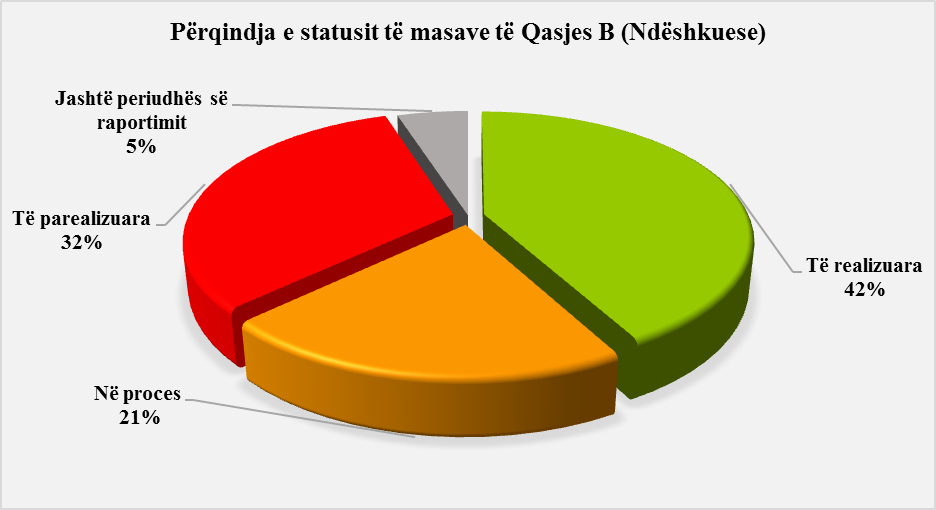 Përqindja e statusit të masave të Qasjes B (Ndëshkuese)
Jashtë periudhës së
raportimit
5%
Të parealizuara
32%
Të realizuara
42%
Në proces
21%